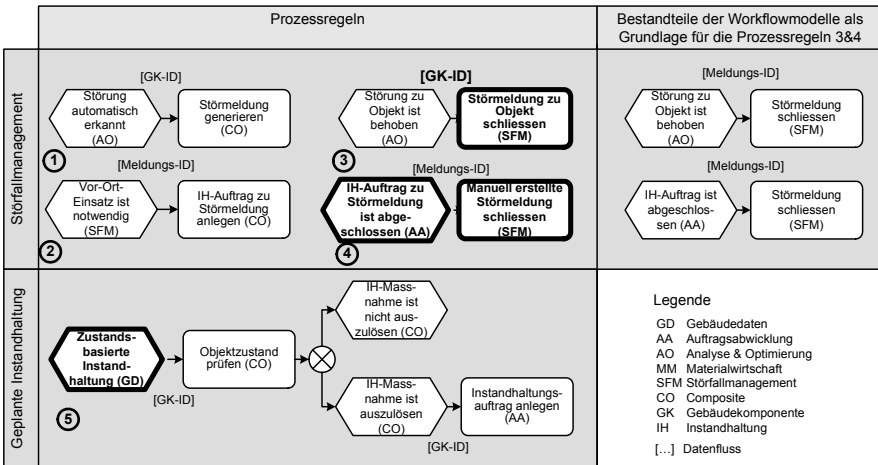 Prozessregeln
Bestandteile der Workflowmodelle als
Grundlage für die Prozessregeln 3&4
Störfallmanagement
[GK-ID]
Störung
automatisch
erkannt
(AO)
Störmeldung
generieren
(CO)
1
[GK-ID]
Störung zu
Objekt ist
behoben
(AO)
Störmeldung zu
Objekt
schliessen
(SFM)
3
[Meldungs-ID]
Störung zu
Objekt ist
behoben
(AO)
Störmeldung
schliessen
(SFM)
[Meldungs-ID]
Vor-Ort-
Einsatz ist
notwendig
(SFM)
IH-Auftrag zu
Störmeldung
anlegen (CO)
2
[Meldungs-ID]
IH-Auftrag zu
Störmeldung
ist abge-
schlossen (AA)
Manuell erstellte
Störmeldung
schliessen
(SFM)
4
[Meldungs-ID]
IH-Auftrag ist
abgeschlos-
sen (AA)
Störmeldung
schliessen
(SFM)
Geplante Instandhaltung
Zustands-
basierte
Instand-
haltung (GD)
[GK-ID]
5
Objektzustand
prüfen (CO)
IH-Mass-
nahme ist
nicht aus-
zulösen (CO)
IH-Mass-
nahme ist
auszulösen
(CO)
[GK-ID]
Instandhaltungs-
auftrag anlegen
(AA)
Legende
GD Gebäudedaten
AA Auftragsabwicklung
AO Analyse & Optimierung
MM Materialwirtschaft
SFM Störfallmanagement
CO Composite
GK Gebäudekomponente
IH Instandhaltung
[...] Datenfluss